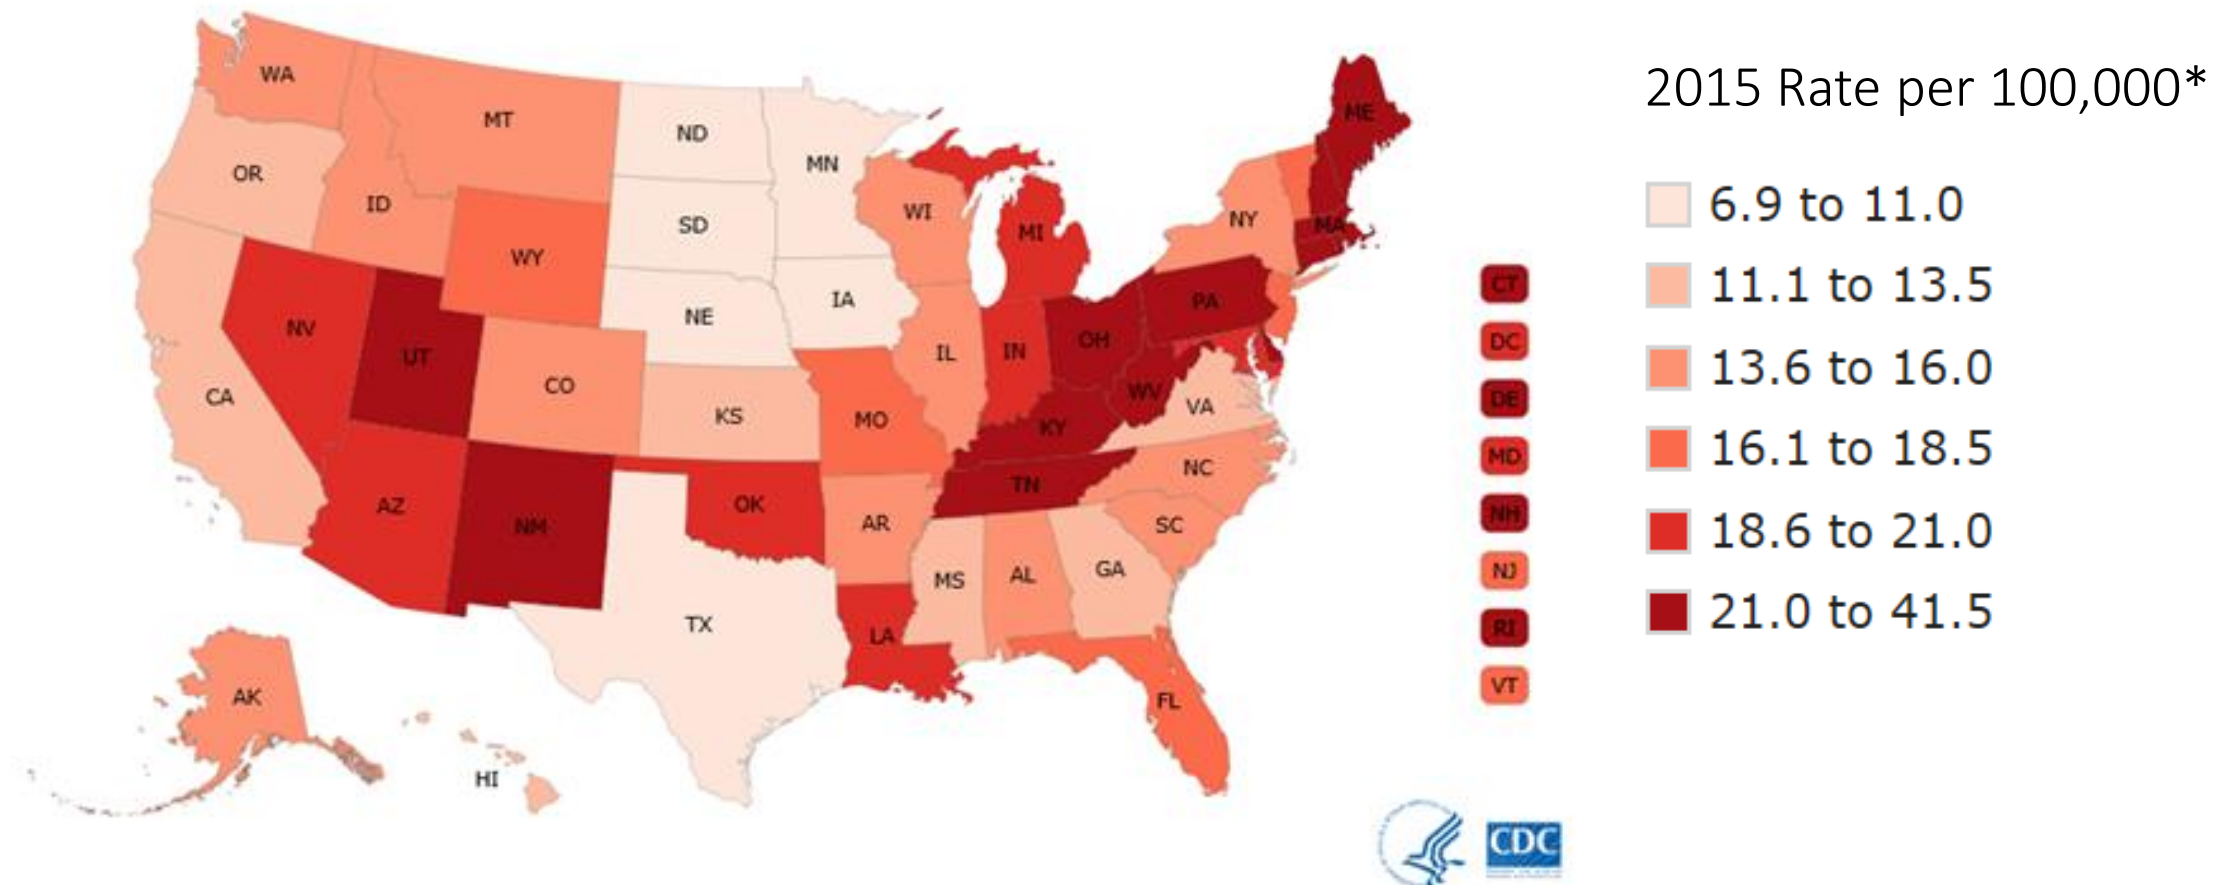 2015 Rate per 100,000*
6.9 to 11.0
11.1 to 13.5
13.6 to 16.0
16.1 to 18.5
18.6 to 21.0
21.0 to 41.5
WA
MT
ND
MN
OR
ID
SD
WI
MI
NY
ME
MA
WY
NE
IA
NV
UT
CO
IL
IN
OH
PA
CA
KS
MO
KY
WV
VA
AZ
NM
OK
AR
TN
NC
SC
MS
AL
GA
TX
LA
FL
AK
HI
CT
DC
DE
MD
NH
NJ
RI
VT
CDC